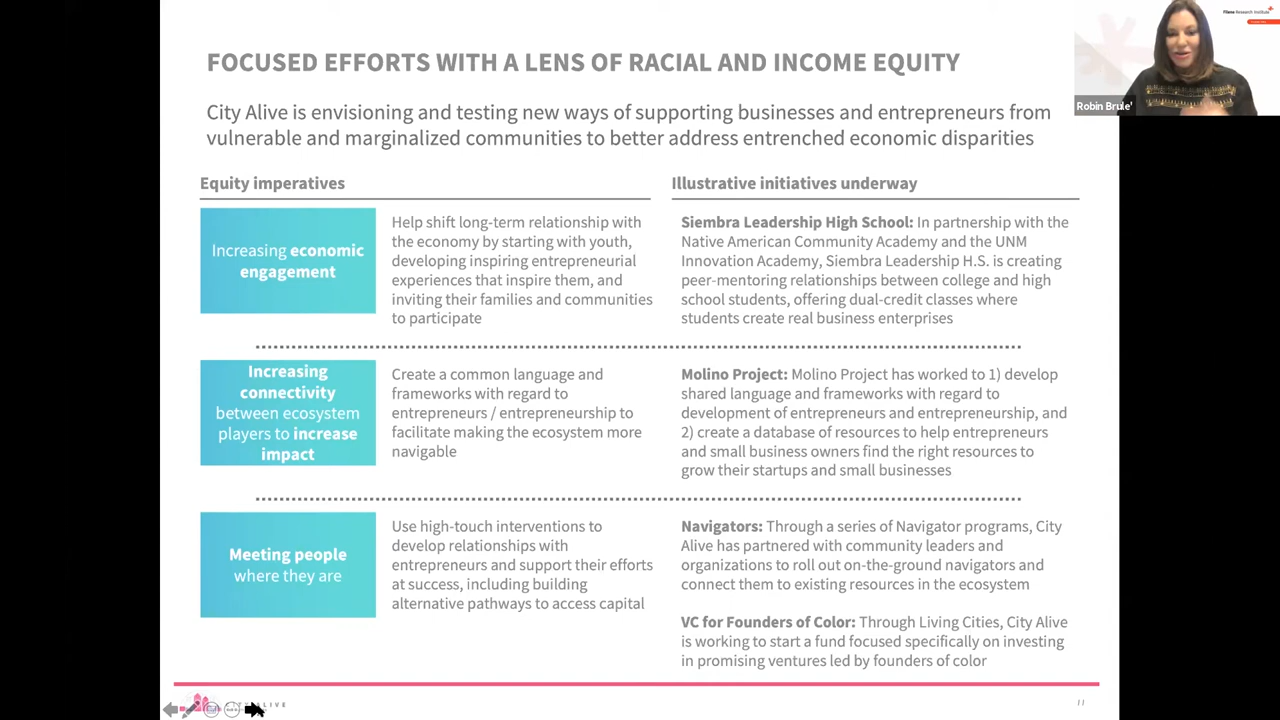 Filene Research Institute
Robin Brule'
FOCUSED EFFORTS WITH A LENS OF RACIAL AND INCOME EQUITY
City Alive is envisioning and testing new ways of supporting businesses and entrepreneurs from
vulnerable and marginalized communities to better address entrenched economic disparities
Equity imperatives
Illustrative initiatives underway
Increasing economic
engagement
Help shift long-term relationship with
the economy by starting with youth,
developing inspiring entrepreneurial
experiences that inspire them, and
inviting their families and communities
to participate
Siembra Leadership High School: In partnership with the
Native American Community Academy and the UNM
Innovation Academy, Siembra Leadership H.S. is creating
peer-mentoring relationships between college and high
school students, offering dual-credit classes where
students create real business enterprises
Increasing
connectivity
between ecosystem
players to increase
impact
Create a common language and
frameworks with regard to
entrepreneurs / entrepreneurship to
facilitate making the ecosystem more
navigable
Molino Project: Molino Project has worked to 1) develop
shared language and frameworks with regard to
development of entrepreneurs and entrepreneurship, and
2) create a database of resources to help entrepreneurs
and small business owners find the right resources to
grow their startups and small businesses
Meeting people
where they are
Use high-touch interventions to
develop relationships with
entrepreneurs and support their efforts
at success, including building
alternative pathways to access capital
Navigators: Through a series of Navigator programs, City
Alive has partnered with community leaders and
organizations to roll out on-the-ground navigators and
connect them to existing resources in the ecosystem
VC for Founders of Color: Through Living Cities, City Alive
is working to start a fund focused specifically on investing
in promising ventures led by founders of color
11